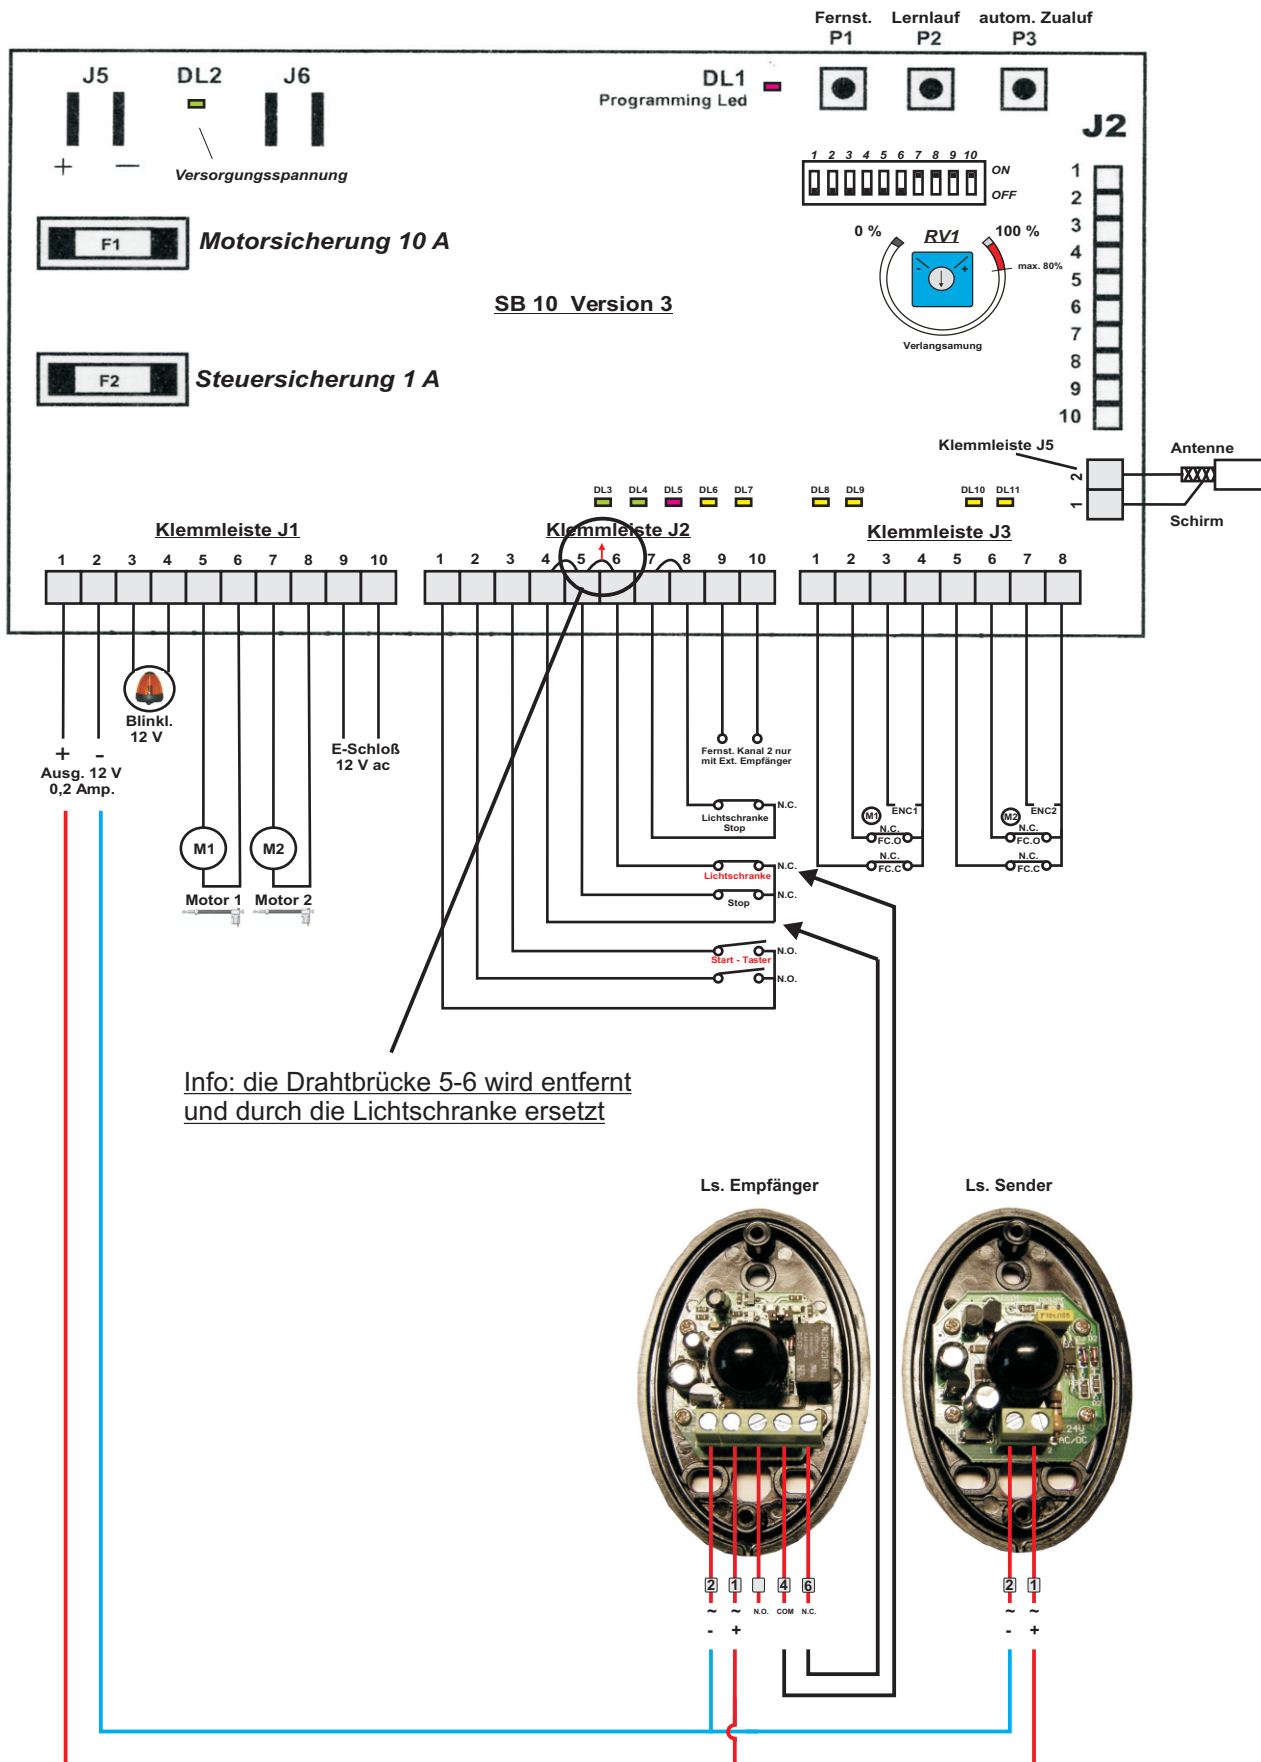 Fernst. Lernlauf autom. Zualuf
P1 P2 P3
J5 DL2 J6
DL1
Programming Led
J2
+ —
Versorgungsspannung
1 2 3 4 5 6 7 8 9 10
ON
OFF
1
2
3
4
5
6
7
8
9
10
F1 Motorsicherung 10 A
0 % RV1 100 %
- +
max. 80%
Verlangsamung
SB 10 Version 3
F2 Steuersicherung 1 A
Klemmleiste J5
2
1
Antenne
Schirm
DL3 DL4 DL5 DL6 DL7 DL8 DL9 DL10 DL11
Klemmleiste J1 Klemmleiste J2 Klemmleiste J3
1 2 3 4 5 6 7 8 9 10
1 2 3 4 5 6 7 8 9 10
1 2 3 4 5 6 7 8
Blinkl.
12 V
+ -
Ausg. 12 V
0,2 Amp.
E-Schloß
12 V ac
Fernst. Kanal 2 nur
mit Ext. Empfänger
N.C.
Lichtschranke
Stop
N.C.
Lichtschranke
N.C.
Stop
N.O.
Start - Taster
N.O.
M1 ENC1
N.C.
FC.O
N.C.
FC.C
M2 ENC2
N.C.
FC.O
N.C.
FC.C
M1 M2
Motor 1 Motor 2
Info: die Drahtbrücke 5-6 wird entfernt
und durch die Lichtschranke ersetzt
Ls. Empfänger Ls. Sender
24V
AC/DC
1 2
2 1 4 6
~ ~ N.O. COM N.C.
- +
2 1
~ ~
- +